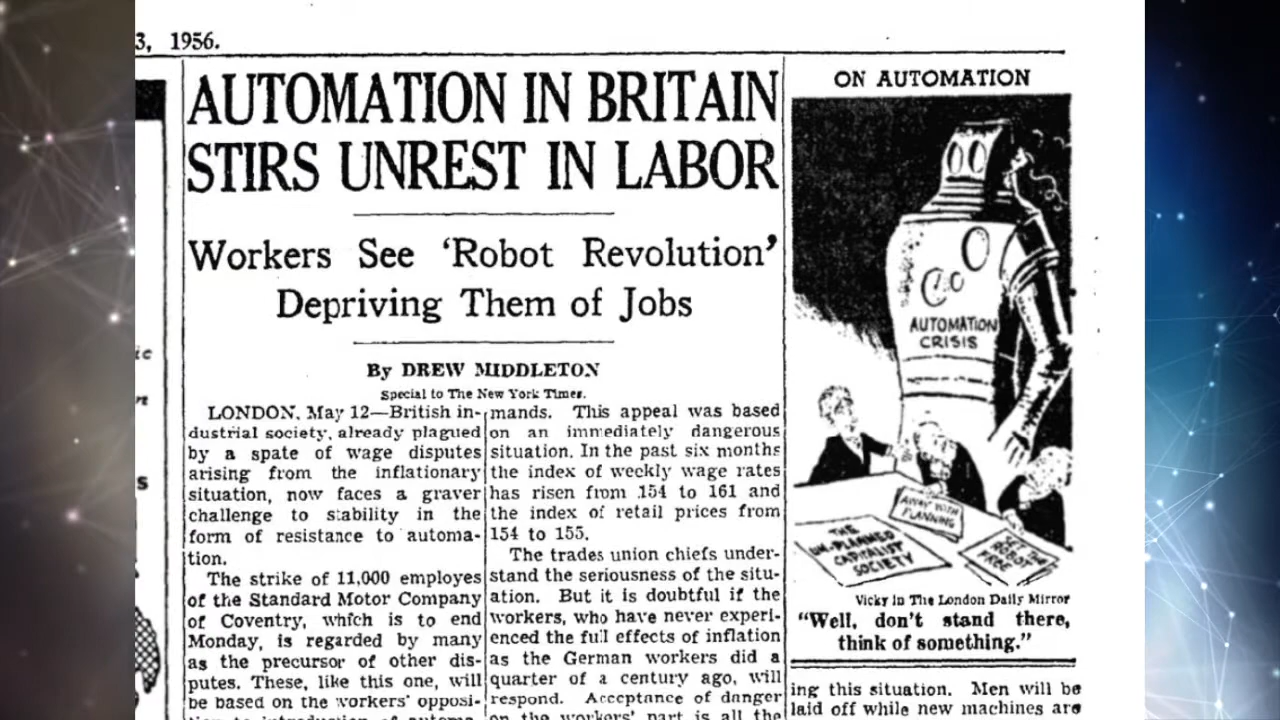 3, 1956.
AUTOMATION IN BRITAIN
STIRS UNREST IN LABOR
Workers See ‘Robot Revolution’
Depriving Them of Jobs
By DREW MIDDLETON
Special to The New York Times.
LONDON, May 12—British in-
dustrial society, already plagued
by a spate of wage disputes
arising from the inflationary
situation, now faces a graver
challenge to stability in the
form of resistance to automa-
tion.
The strike of 11,000 employes
of the Standard Motor Company
of Coventry, which is to end
Monday, is regarded by many
as the precursor of other dis-
putes. These, like this one, will
be based on the workers' opposi-
mands. This appeal was based
on an immediately dangerous
situation. In the past six months
the index of weekly wage rates
has risen from 154 to 161 and
the index of retail prices from
154 to 155.
The trades union chiefs under-
stand the seriousness of the situ-
ation. But it is doubtful if the
workers, who have never experi-
enced the full effects of inflation
as the German workers did a
quarter of a century ago, will
respond. Acceptance of danger
on the workers' part is all the
ON AUTOMATION
AUTOMATION
CRISIS
AWAY WITH
PLANNING
THE
UN-PLANNED
CAPITALIST
SOCIETY
FREE
Vicky in The London Daily Mirror
“Well, don't stand there,
think of something.”
ing this situation. Men will be
laid off while new machines are